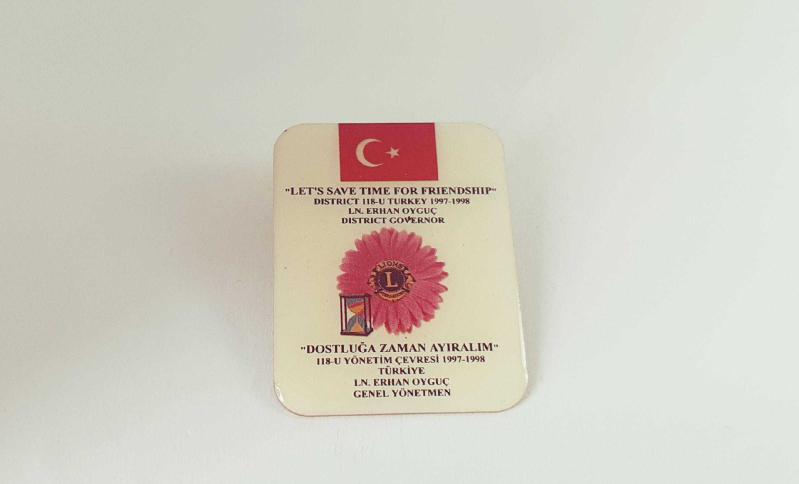 "LET'S SAVE TIME FOR FRIENDSHIP"
DISTRICT 118-U TURKEY 1997-1998
LN. ERHAN OYGUÇ
DISTRICT GOVERNOR
LIONS
L
"DOSTLUĞA ZAMAN AYIRALIM"
118-U YÖNETİM ÇEVRESİ 1997-1998
TÜRKİYE
LN. ERHAN OYGUÇ
GENEL YÖNETMEN